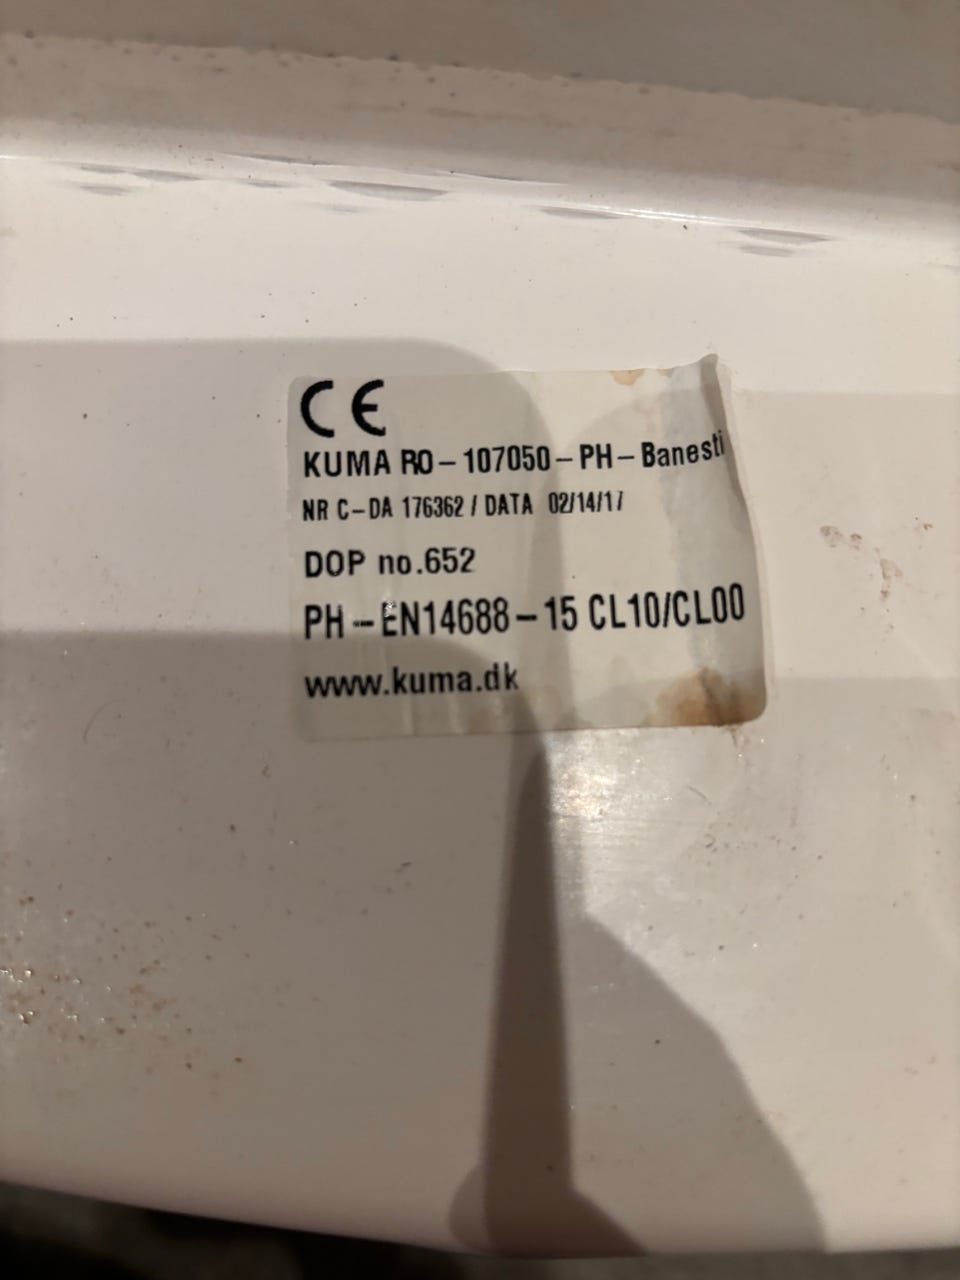 CE
KUMA RO-107050-PH-Banesti
NR C-DA 176362 / DATA 02/14/17
DOP no.652
PH-EN14688-15 CL10/CL00
www.kuma.dk